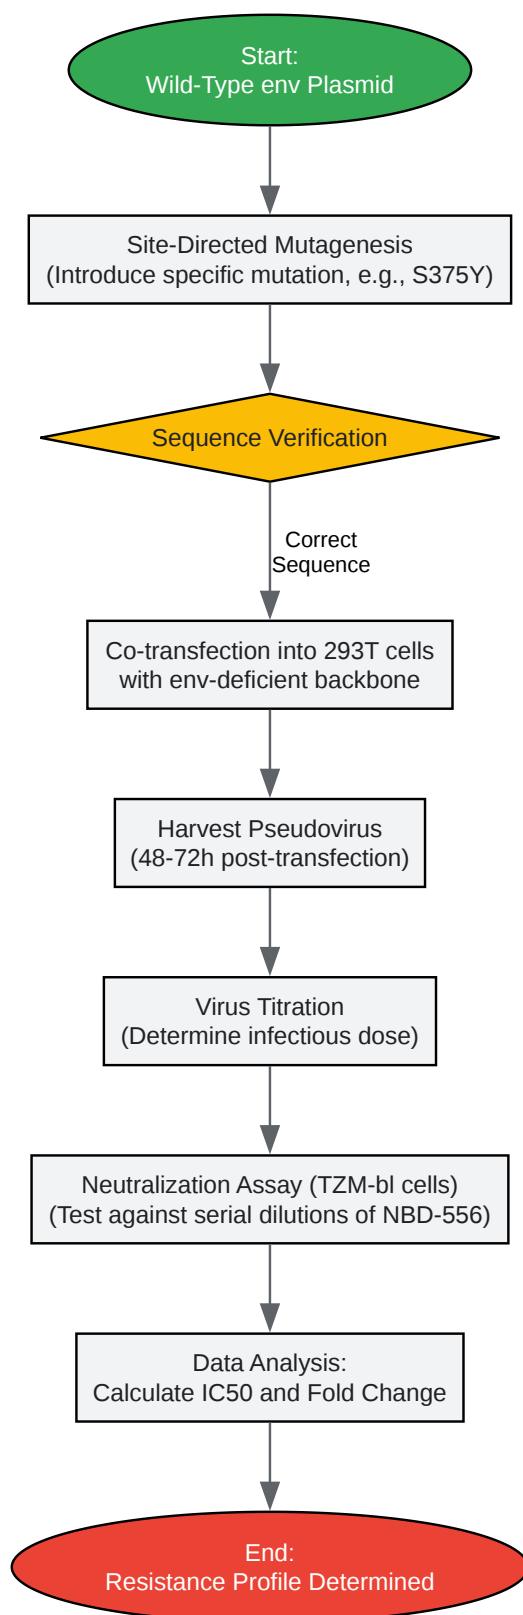 Start:
Wild-Type env Plasmid
Site-Directed Mutagenesis
(Introduce specific mutation, e.g., S375Y)
Sequence Verification
Correct
Sequence
Co-transfection into 293T cells
with env-deficient backbone
Harvest Pseudovirus
(48-72h post-transfection)
Virus Titration
(Determine infectious dose)
Neutralization Assay (TZM-bl cells)
(Test against serial dilutions of NBD-556)
Data Analysis:
Calculate IC50 and Fold Change
End:
Resistance Profile Determined